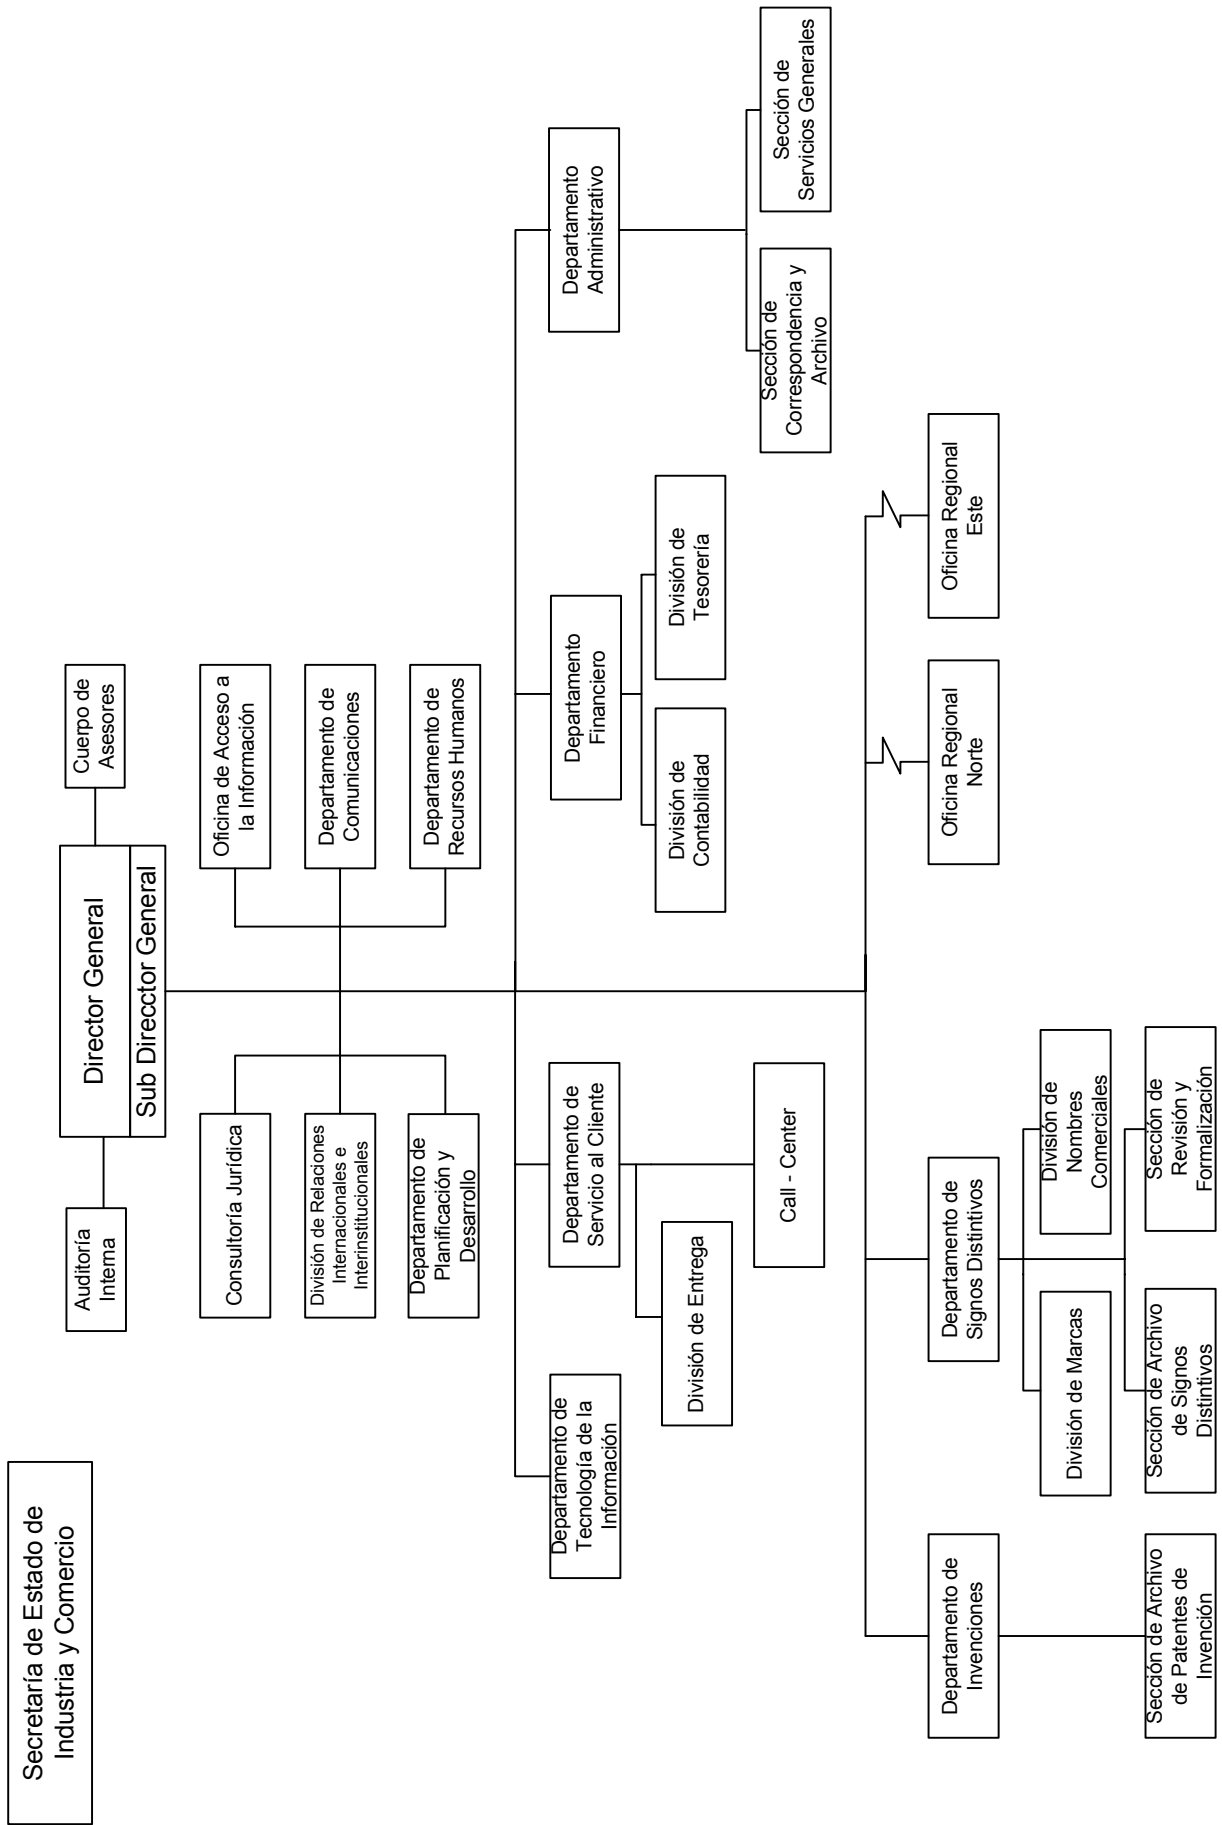 Secretaría de Estado de
Industria y Comercio
Auditoría
Interna
Director General
Sub Direcctor General
Cuerpo de
Asesores
Consultoría Jurídica
Oficina de Acceso a
la Información
División de Relaciones
Internacionales e
Interinstitucionales
Departamento de
Comunicaciones
Departamento de
Planificación y
Desarrollo
Departamento de
Recursos Humanos
Departamento de
Tecnología de la
Información
Departamento de
Servicio al Cliente
Departamento
Financiero
Departamento
Administrativo
División de Entrega
Call - Center
División de
Contabilidad
División de
Tesorería
Sección de
Correspondencia y
Archivo
Sección de
Servicios Generales
Departamento de
Invenciones
Departamento de
Signos Distintivos
Oficina Regional
Norte
Oficina Regional
Este
División de Marcas
División de
Nombres
Comerciales
Sección de Archivo
de Patentes de
Invención
Sección de Archivo
de Signos
Distintivos
Sección de
Revisión y
Formalización